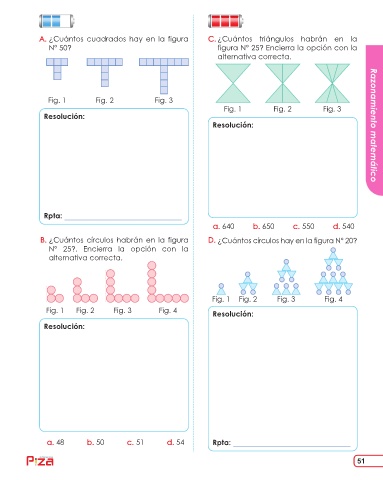 A. ¿Cuántos cuadrados hay en la figura
N° 50?
Fig. 1 Fig. 2 Fig. 3
Resolución:
Rpta:
B. ¿Cuántos círculos habrán en la figura
N° 25?. Encierra la opción con la
alternativa correcta.
Fig. 1 Fig. 2 Fig. 3 Fig. 4
Resolución:
a. 48 b. 50 c. 51 d. 54
C. ¿Cuántos triángulos habrán en la
figura N° 25? Encierra la opción con la
alternativa correcta.
Fig. 1 Fig. 2 Fig. 3
Resolución:
a. 640 b. 650 c. 550 d. 540
D. ¿Cuántos círculos hay en la figura N° 20?
Fig. 1 Fig. 2 Fig. 3 Fig. 4
Resolución:
Rpta:
Razonamiento matemático
Piza
51